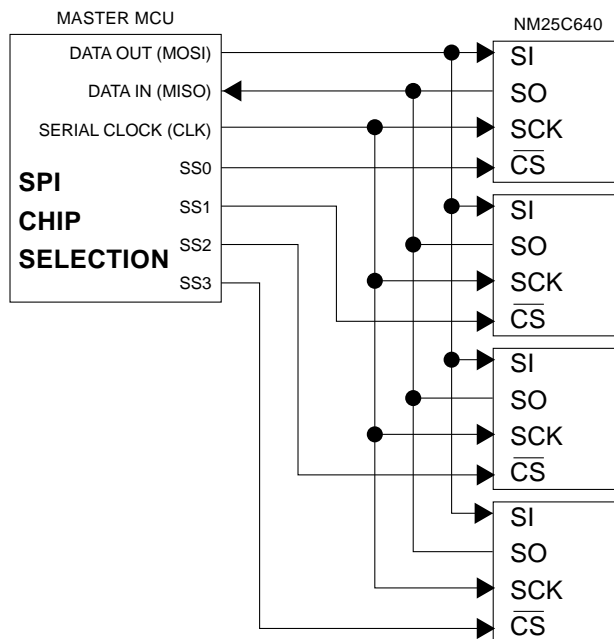 MASTER MCU
DATA OUT (MOSI)
DATA IN (MISO)
SERIAL CLOCK (CLK)
SS0
SPI
SS1
CHIP
SS2
SELECTION
SS3
NM25C640
SI
SO
SCK
CS
SI
SO
SCK
CS
SI
SO
SCK
CS
SI
SO
SCK
CS